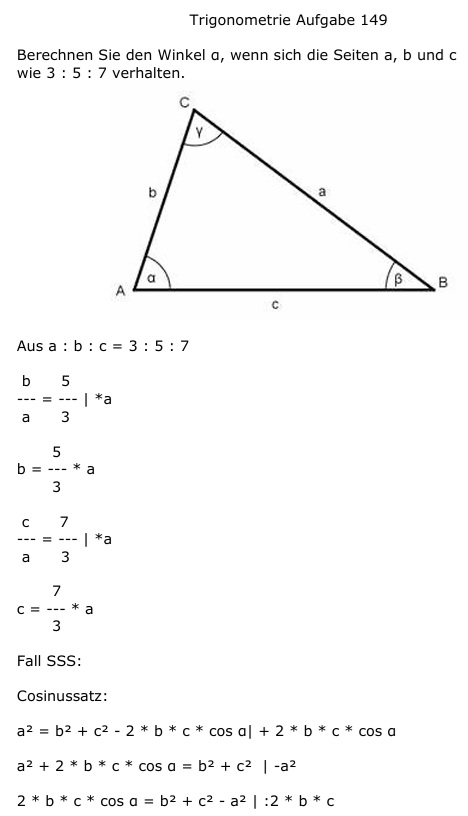 Trigonometrie Aufgabe 149
Berechnen Sie den Winkel α, wenn sich die Seiten a, b und c
wie 3 : 5 : 7 verhalten.
C
γ
b
a
A
α
β
B
c
Aus a : b : c = 3 : 5 : 7
b 5
--- = --- | *a
a 3
5
b = --- * a
3
c 7
--- = --- | *a
a 3
7
c = --- * a
3
Fall SSS:
Cosinussatz:
a² = b² + c² - 2 * b * c * cos α| + 2 * b * c * cos α
a² + 2 * b * c * cos α = b² + c² | -a²
2 * b * c * cos α = b² + c² - a² | :2 * b * c